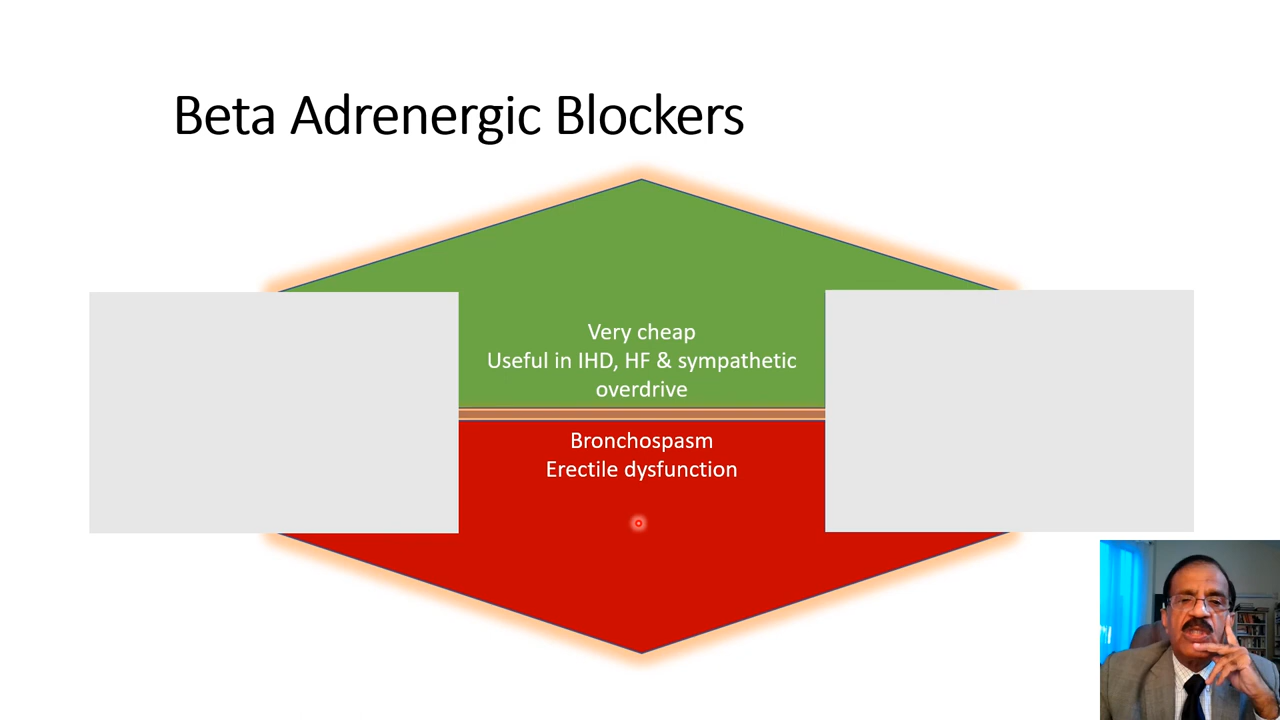 Beta Adrenergic Blockers
Very cheap
Useful in IHD, HF & sympathetic
overdrive
Bronchospasm
Erectile dysfunction